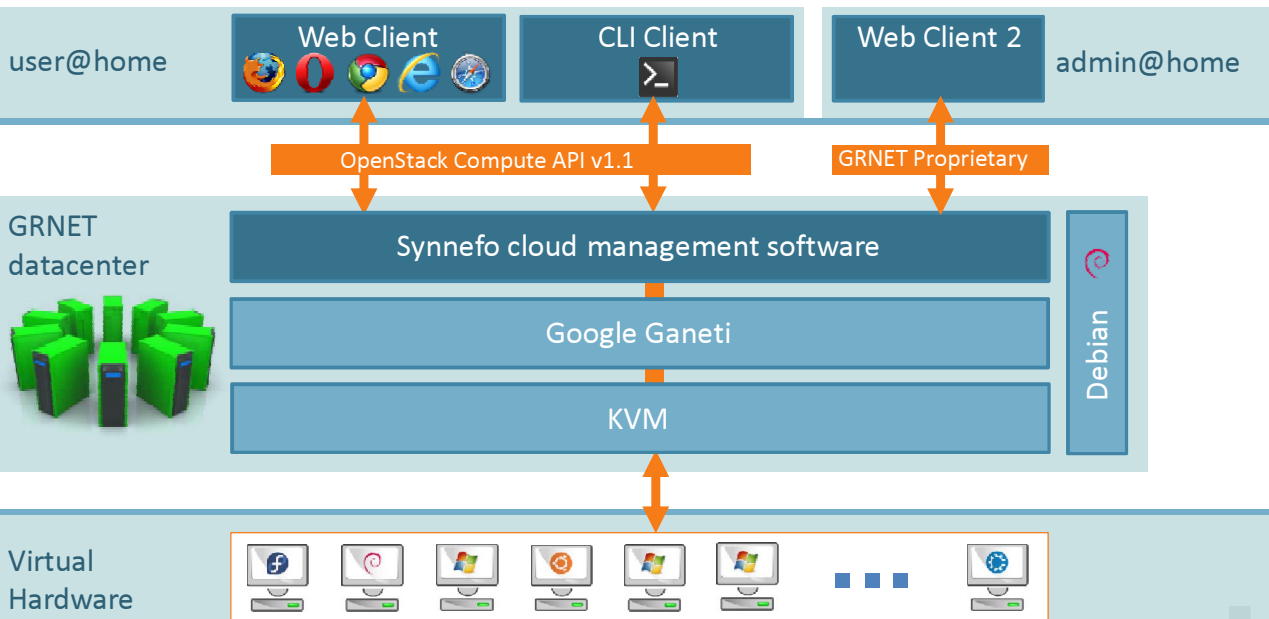 user@home
Web Client
CLI Client
Web Client 2
admin@home
OpenStack Compute API v1.1
GRNET Proprietary
GRNET
datacenter
Synnefo cloud management software
Google Ganeti
KVM
Debian
Virtual
Hardware